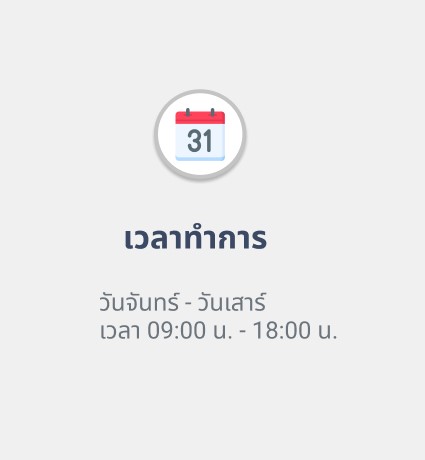 31
เวลาทำการ
วันจันทร์ - วันเสาร์
เวลา 09:00 น. - 18:00 น.